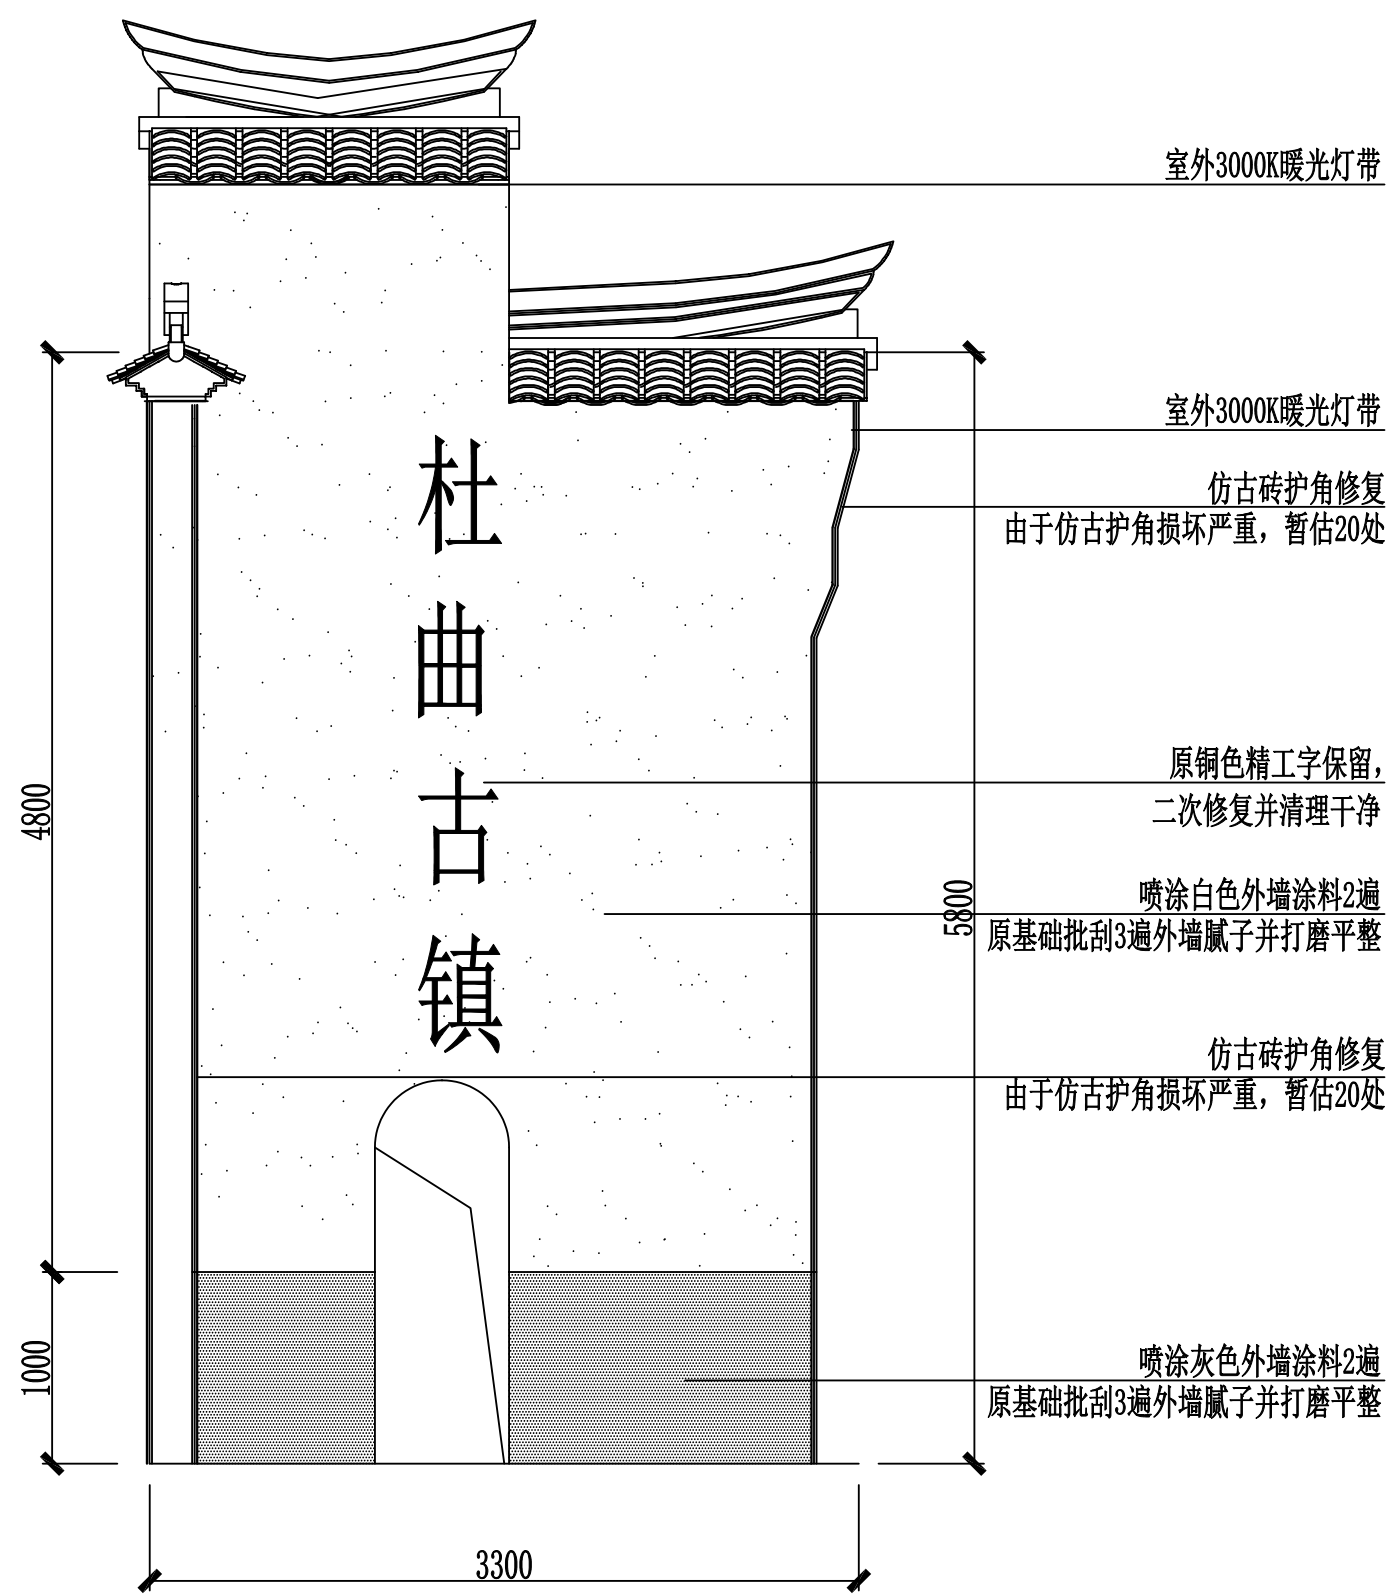 室外3000K暖光灯带
室外3000K暖光灯带
仿古砖护角修复
由于仿古护角损坏严重，暂估20处
杜曲古镇
原铜色精工字保留，
二次修复并清理干净
4800
5800
喷涂白色外墙涂料2遍
原基础批刮3遍外墙腻子并打磨平整
仿古砖护角修复
由于仿古护角损坏严重，暂估20处
1000
喷涂灰色外墙涂料2遍
原基础批刮3遍外墙腻子并打磨平整
3300